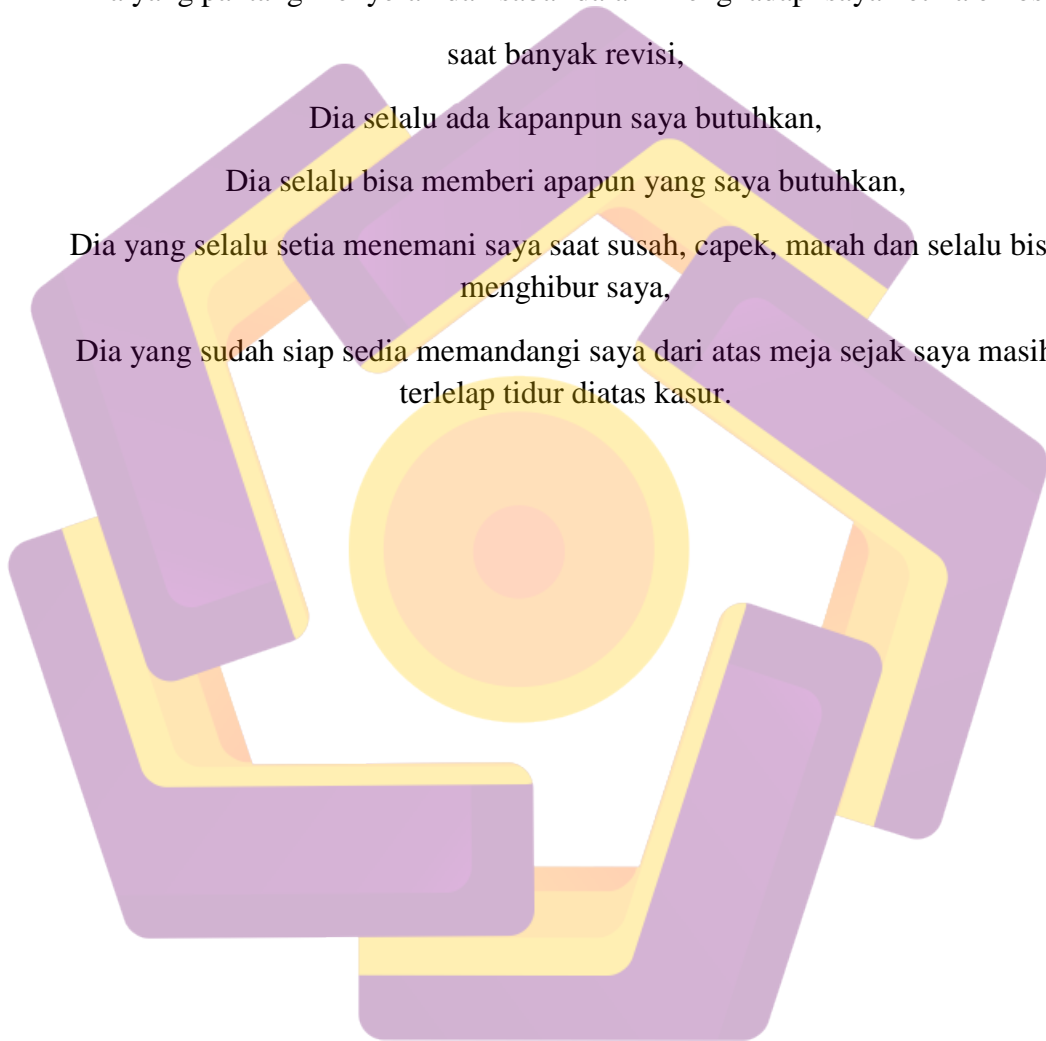 saat banyak revisi,
Dia selalu ada kapanpun saya butuhkan,
Dia selalu bisa memberi apapun yang saya butuhkan,
Dia yang selalu setia menemani saya saat susah, capek, marah dan selalu bis
menghibur saya,
Dia yang sudah siap sedia memandangi saya dari atas meja sejak saya masih
terlelap tidur diatas kasur.